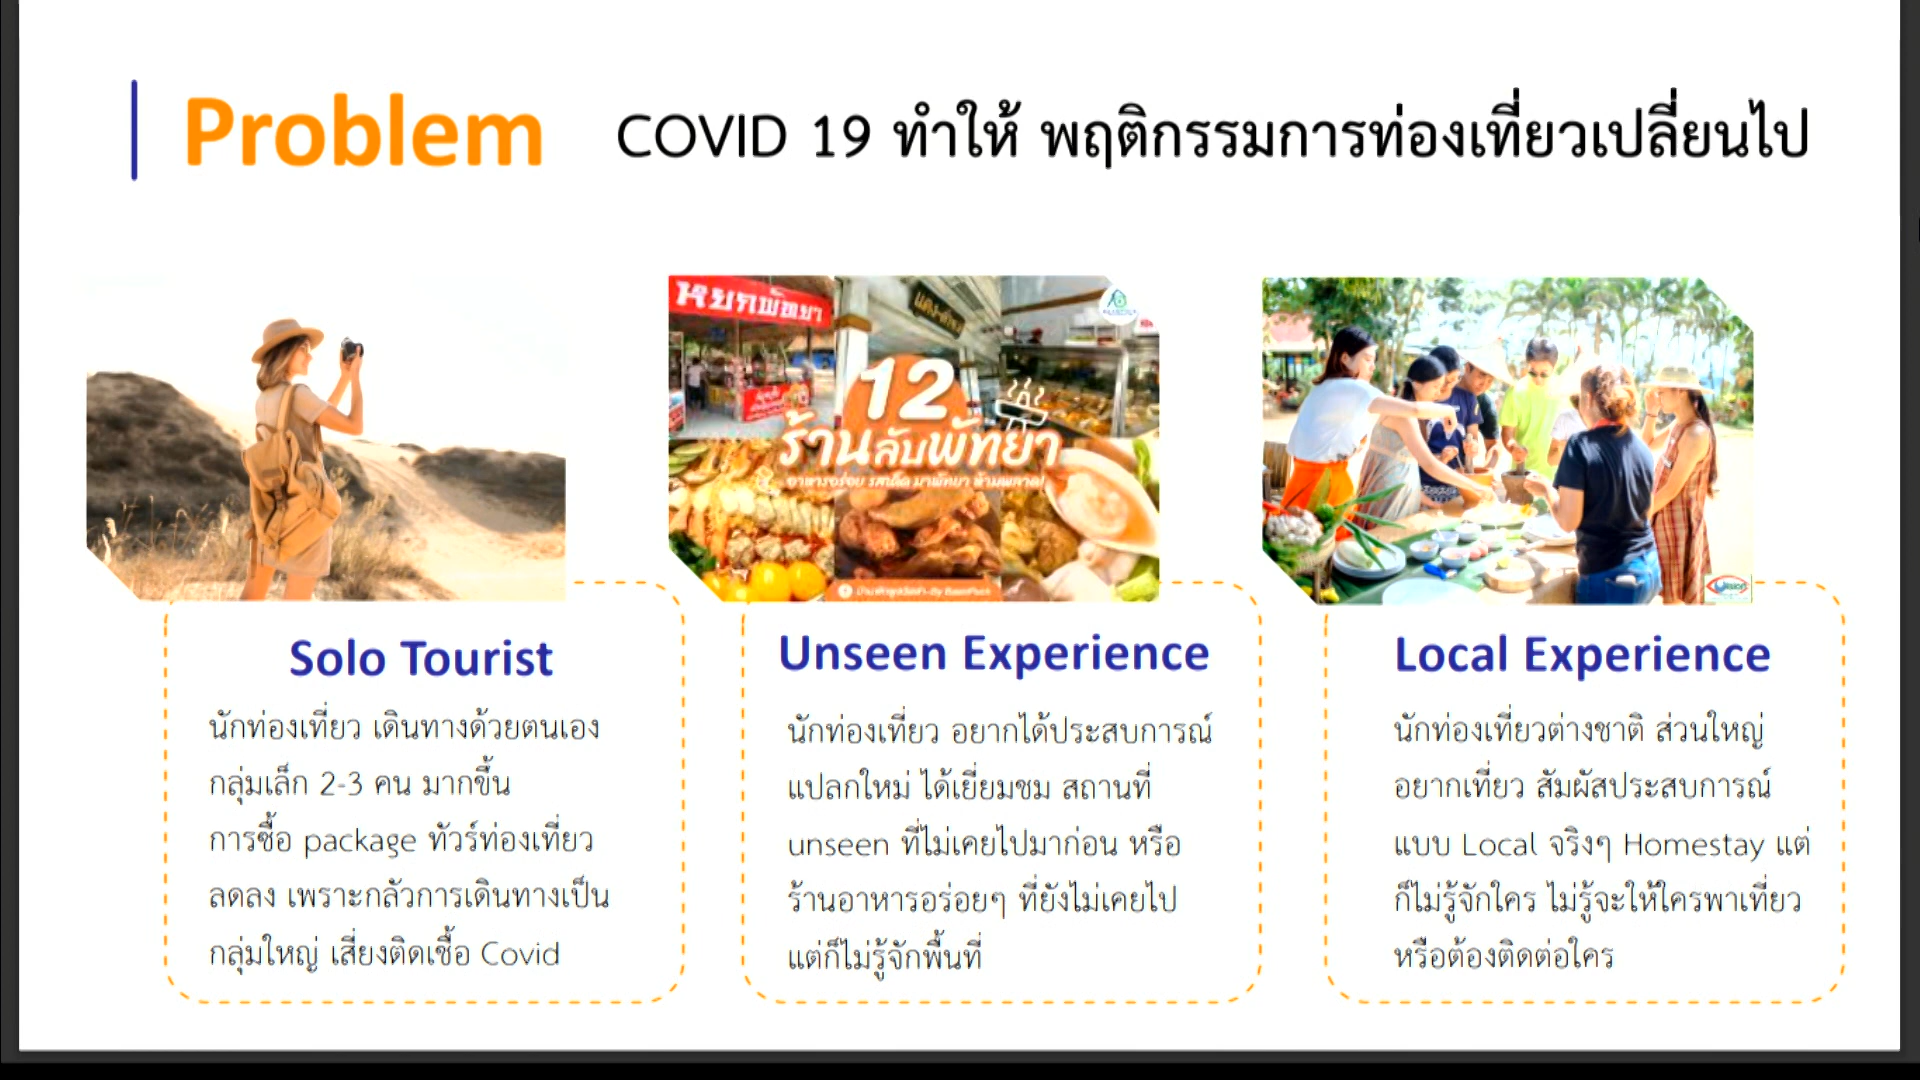 Problem
COVID 19 ทำให้ พฤติกรรมการท่องเที่ยวเปลี่ยนไป
หยกพัทยา
12
ร้านลับพัทยา
อาหารอร่อย รสเด็ด มาพัทยา ห้ามพลาด!
Solo Tourist
นักท่องเที่ยว เดินทางด้วยตนเอง
กลุ่มเล็ก 2-3 คน มากขึ้น
การซื้อ package ทัวร์ท่องเที่ยว
ลดลง เพราะกลัวการเดินทางเป็น
กลุ่มใหญ่ เสี่ยงติดเชื้อ Covid
Unseen Experience
นักท่องเที่ยว อยากได้ประสบการณ์
แปลกใหม่ ได้เยี่ยมชม สถานที่
unseen ที่ไม่เคยไปมาก่อน หรือ
ร้านอาหารอร่อยๆ ที่ยังไม่เคยไป
แต่ก็ไม่รู้จักพื้นที่
Local Experience
นักท่องเที่ยวต่างชาติ ส่วนใหญ่
อยากเที่ยว สัมผัสประสบการณ์
แบบ Local จริงๆ Homestay แต่
ก็ไม่รู้จักใคร ไม่รู้จะให้ใครพาเที่ยว
หรือต้องติดต่อใคร